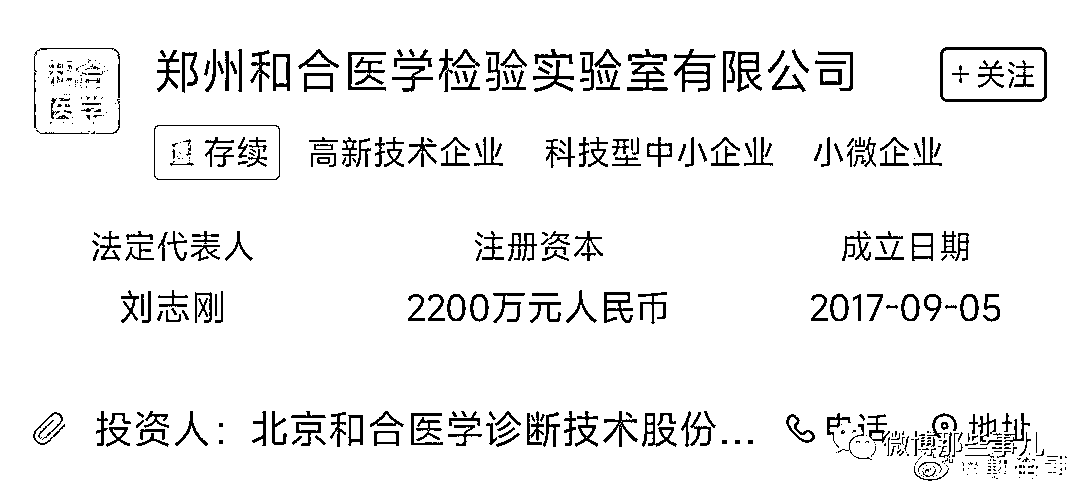 和合
医学
郑州和合医学检验实验室有限公司
+关注
存续 高新技术企业 科技型中小企业 小微企业
法定代表人 注册资本 成立日期
刘志刚 2200万元人民币 2017-09-05
投资人：北京和合医学诊断技术股份... 电话 地址
微博那些事儿